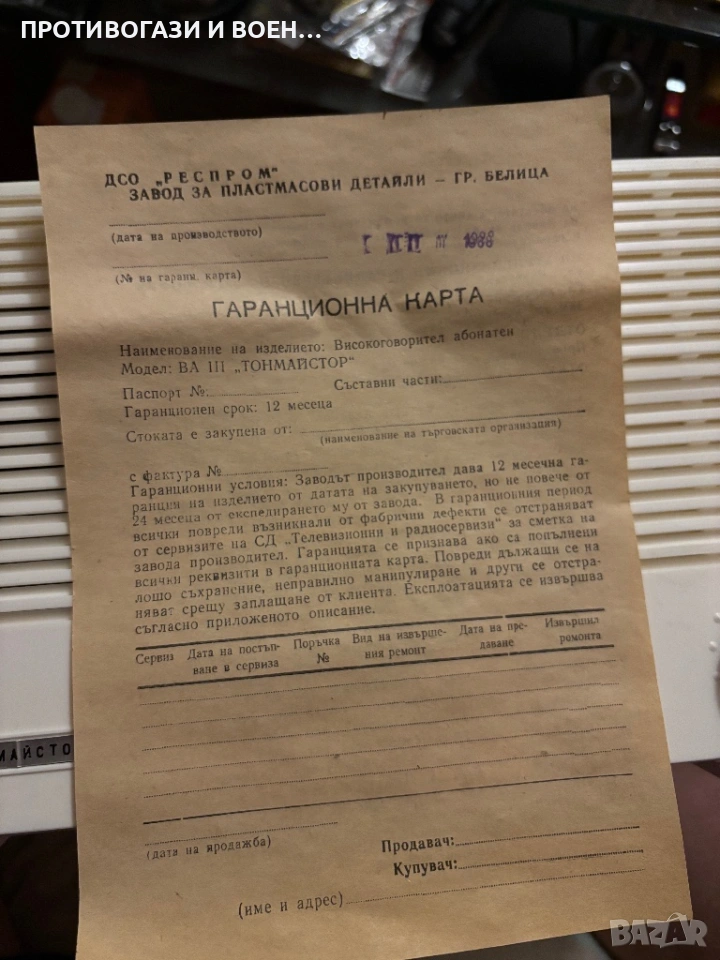 ПРОТИВОГАЗИ И ВОЕН...
ДСО „РЕСПРОМ"
ЗАВОД ЗА ПЛАСТМАСОВИ ДЕТАЙЛИ — ГР. БЕЛИЦА
(дата на производството)
(№ на гаранц. карта)
ГАРАНЦИОННА КАРТА
Наименование на изделието: Високоговорител абонатен
Модел: ВА III „ТОНМАЙСТОР"
Паспорт №: Съставни части:
Гаранционен срок: 12 месеца
Стоката е закупена от:
(наименование на търговската организация)
с фактура №
Гаранционни условия: Заводът производител дава 12 месечна га-
ранция на изделието от датата на закупуването, но не повече от
24 месеца от експедирането му от завода. В гаранционния период
всички повреди възникнали от фабрични дефекти се отстраняват
от сервизите на СД „Телевизионни и радиосервизи" за сметка на
завода производител. Гаранцията се признава ако са попълнени
всички реквизити в гаранционната карта. Повреди дължащи се на
лошо съхранение, неправилно манипулиране и други се отстра-
няват срещу заплащане от клиента. Експлоатацията се извършва
съгласно приложеното описание.
Сервиз Дата на постъп- Поръчка Вид на извърше- Дата на пре- Извършил
ване в сервиза № ния ремонт даване ремонта
МАЙСТО
(дата на продажба)
Продавач:
Купувач:
(име и адрес)
BAZAR